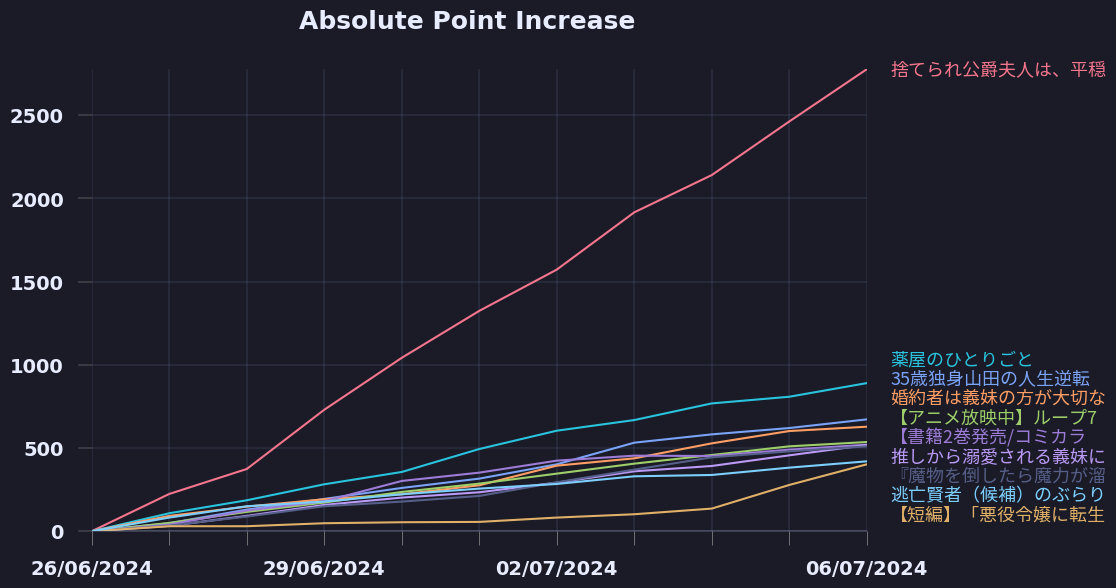 Absolute Point Increase
2500
2000
1500
1000
500
0
26/06/2024
29/06/2024
02/07/2024
06/07/2024
捨てられ公爵夫人は、平穏
薬屋のひとりごと
35歳独身山田の人生逆転
婚約者は義妹の方が大切な
【アニメ放映中】ループ7
【書籍2巻発売/コミカラ
推しから溺愛される義妹に
『魔物を倒したら魔力が溜
逃亡賢者（候補）のぶらり
【短編】「悪役令嬢に転生